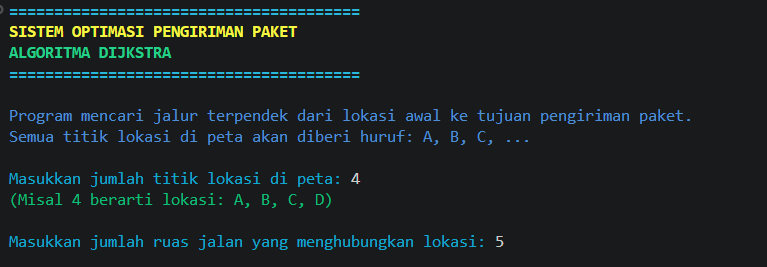 ========================================
SISTEM OPTIMASI PENGIRIMAN PAKET
ALGORITMA DIJKSTRA
========================================
Program mencari jalur terpendek dari lokasi awal ke tujuan pengiriman paket.
Semua titik lokasi di peta akan diberi huruf: A, B, C, ...
Masukkan jumlah titik lokasi di peta: 4
(Misal 4 berarti lokasi: A, B, C, D)
Masukkan jumlah ruas jalan yang menghubungkan lokasi: 5